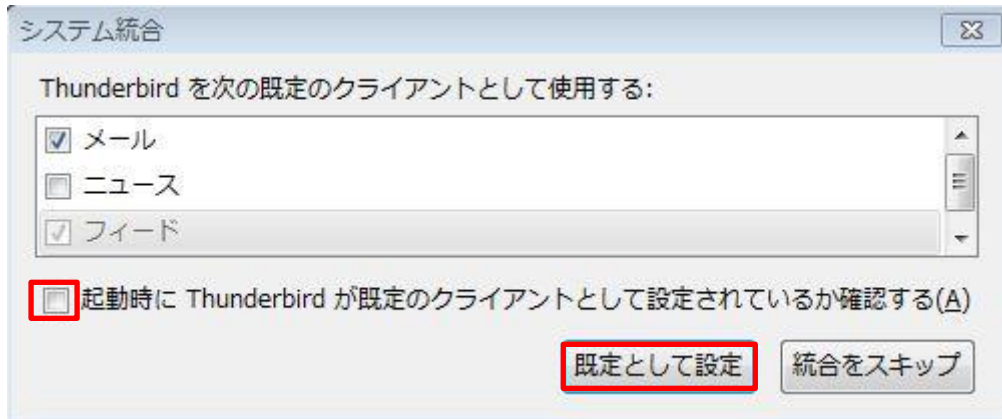 システム統合
Thunderbird を次の既定のクライアントとして使用する:
メール
ニュース
フィード
起動時に Thunderbird が既定のクライアントとして設定されているか確認する(A)
既定として設定 統合をスキップ